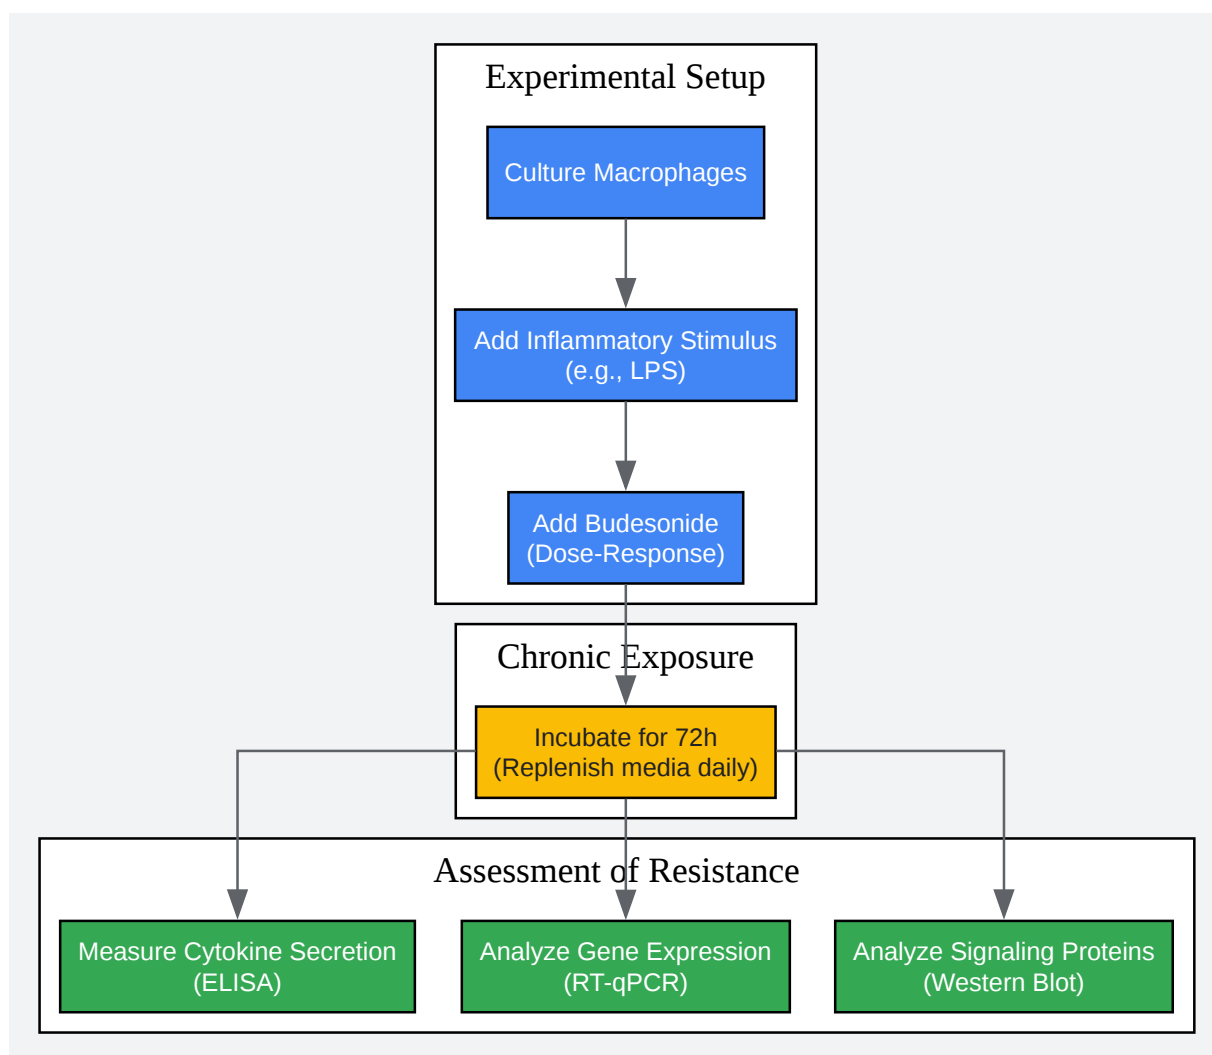 Experimental Setup
Culture Macrophages
Add Inflammatory Stimulus
(e.g., LPS)
Add Budesonide
(Dose-Response)
Chronic Exposure
Incubate for 72h
(Replenish media daily)
Assessment of Resistance
Measure Cytokine Secretion
(ELISA)
Analyze Gene Expression
(RT-qPCR)
Analyze Signaling Proteins
(Western Blot)